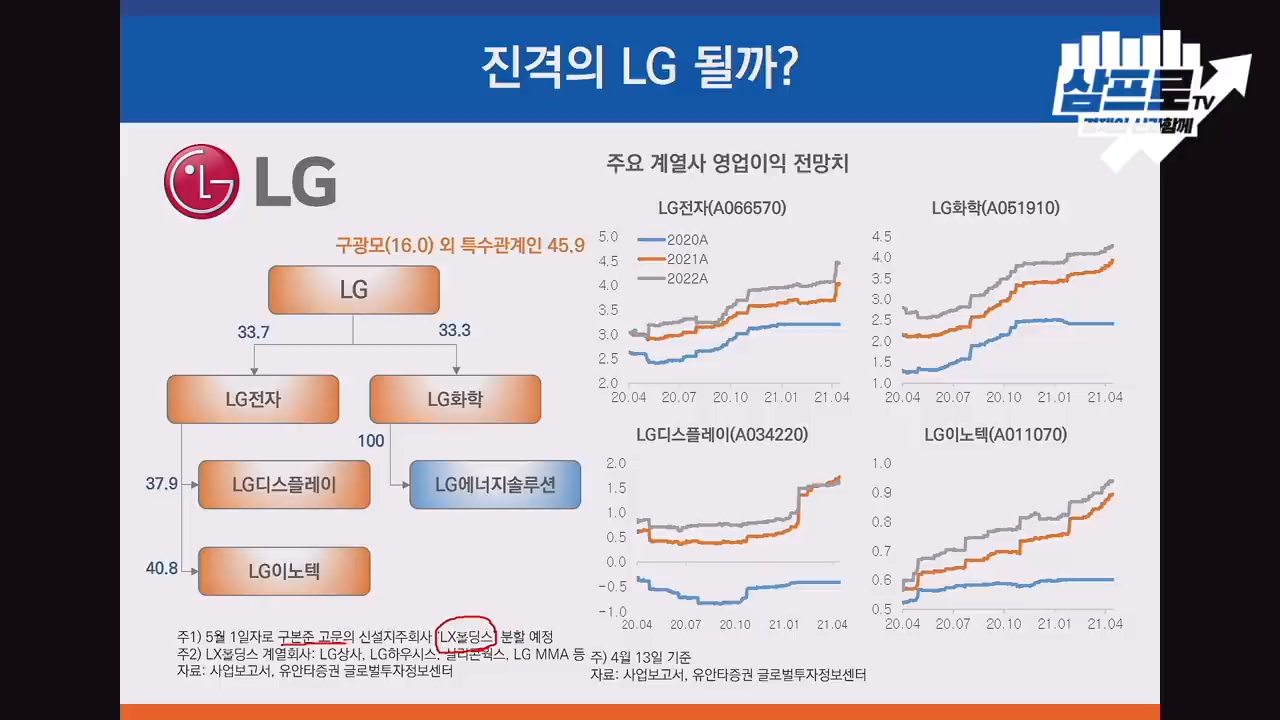 진격의 LG 될까?
삼프로TV
경제의 신과함께
LG
구광모(16.0) 외 특수관계인 45.9
LG
33.7
33.3
LG전자
LG화학
100
37.9
LG디스플레이
LG에너지솔루션
40.8
LG이노텍
주1) 5월 1일자로 구본준 고문의 신설지주회사 'LX홀딩스' 분할 예정
주2) LX홀딩스 계열회사: LG상사, LG하우시스, 실리콘웍스, LG MMA 등
자료: 사업보고서, 유안타증권 글로벌투자정보센터
주요 계열사 영업이익 전망치
LG전자(A066570)
2020A
2021A
2022A
5.0
4.5
4.0
3.5
3.0
2.5
2.0
20.04 20.07 20.10 21.01 21.04
LG화학(A051910)
4.5
4.0
3.5
3.0
2.5
2.0
1.5
1.0
20.04 20.07 20.10 21.01 21.04
LG디스플레이(A034220)
2.0
1.5
1.0
0.5
0.0
−0.5
−1.0
20.04 20.07 20.10 21.01 21.04
LG이노텍(A011070)
1.0
0.9
0.8
0.7
0.6
0.5
20.04 20.07 20.10 21.01 21.04
주) 4월 13일 기준
자료: 사업보고서, 유안타증권 글로벌투자정보센터